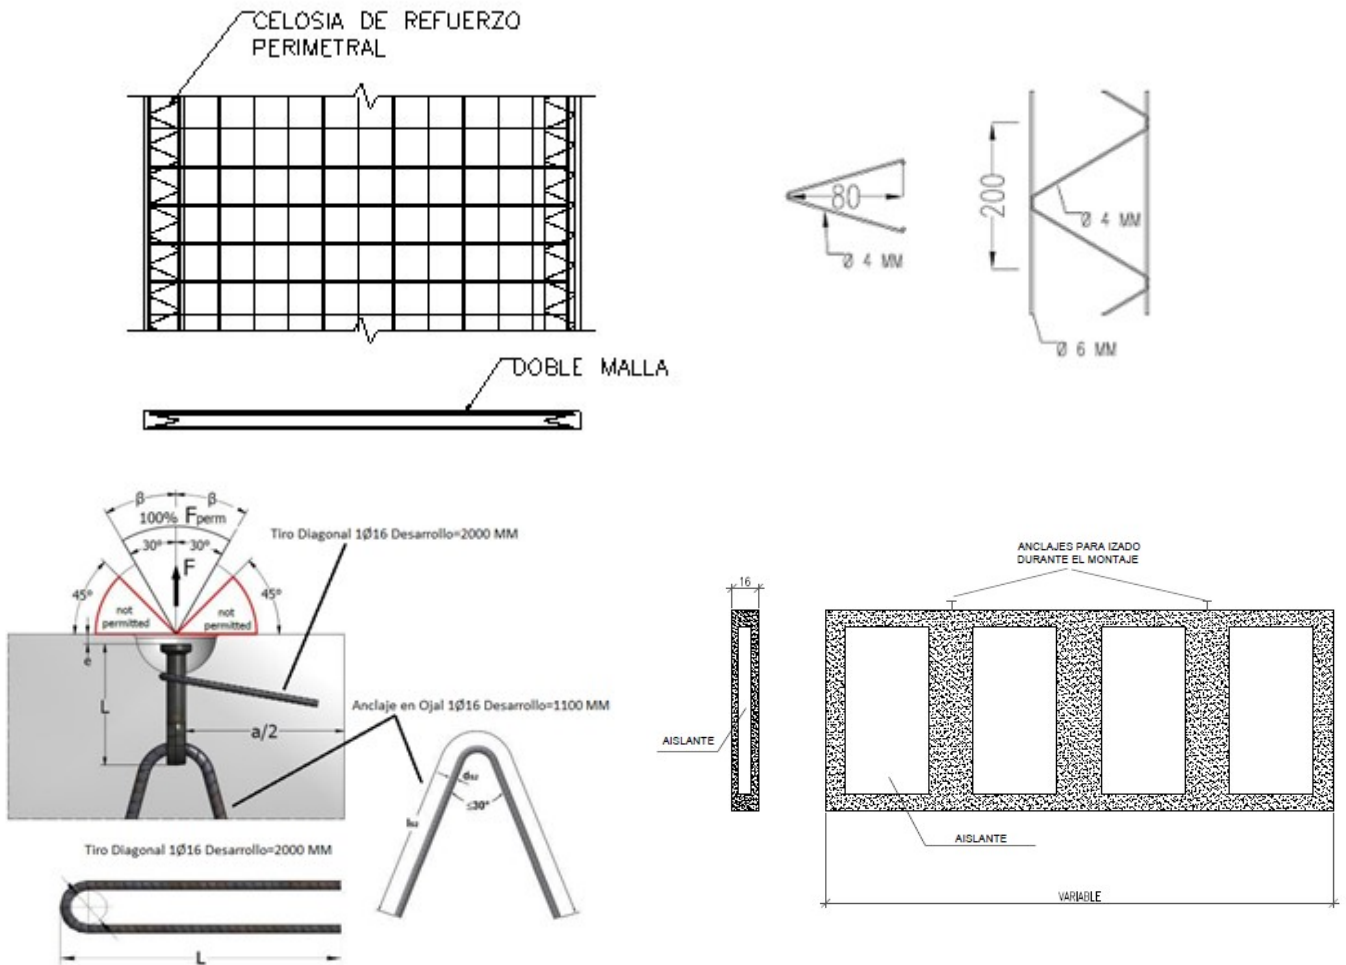 CELOSIA DE REFUERZO
PERIMETRAL
80
Ø 4 MM
200
Ø 4 MM
Ø 6 MM
DOBLE MALLA
β β
100% Fperm
30° 30°
F
45° 45°
not
permitted
not
permitted
e
L
a/2
Tiro Diagonal 1Ø16 Desarrollo=2000 MM
Anclaje en Ojal 1Ø16 Desarrollo=1100 MM
≤30°
Tiro Diagonal 1Ø16 Desarrollo=2000 MM
L
ANCLAJES PARA IZADO
DURANTE EL MONTAJE
16
AISLANTE
AISLANTE
VARIABLE